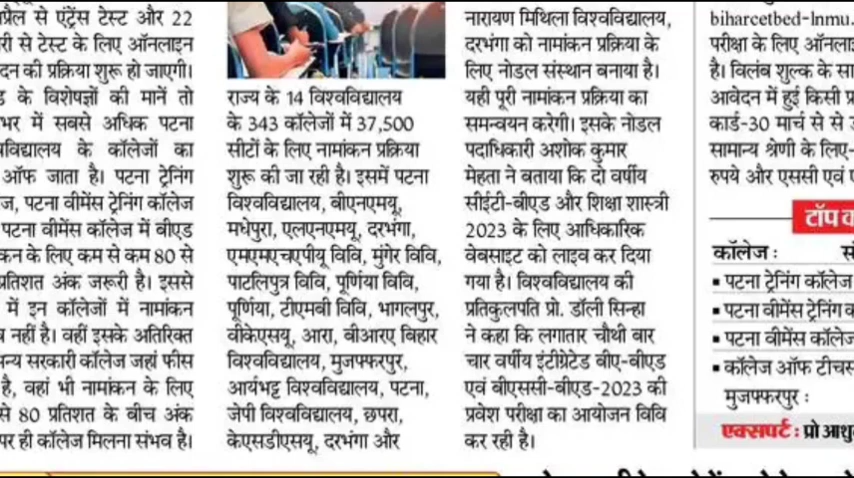 प्रैल से एंट्रेंस टेस्ट और 22
री से टेस्ट के लिए ऑनलाइन
दन की प्रक्रिया शुरू हो जाएगी।
के विशेषज्ञों की मानें तो
भर में सबसे अधिक पटना
विद्यालय के कॉलेजों का
ऑफ जाता है। पटना ट्रेनिंग
ज, पटना वीमेंस ट्रेनिंग कॉलेज
पटना वीमेंस कॉलेज में बीएड
कन के लिए कम से कम 80 से
प्रतिशत अंक जरूरी है। इससे
में इन कॉलेजों में नामांकन
नहीं है। वहीं इसके अतिरिक्त
न्य सरकारी कॉलेज जहां फीस
है, वहां भी नामांकन के लिए
से 80 प्रतिशत के बीच अंक
पर ही कॉलेज मिलना संभव है।
राज्य के 14 विश्वविद्यालय
के 343 कॉलेजों में 37,500
सीटों के लिए नामांकन प्रक्रिया
शुरू की जा रही है। इसमें पटना
विश्वविद्यालय, बीएनएमयू,
मधेपुरा, एलएनएमयू, दरभंगा,
एमएमएचएपीयू विवि, मुंगेर विवि,
पाटलिपुत्र विवि, पूर्णिया विवि,
पूर्णिया, टीएमबी विवि, भागलपुर,
वीकेएसयू, आरा, बीआरए बिहार
विश्वविद्यालय, मुजफ्फरपुर,
आर्यभट्ट विश्वविद्यालय, पटना,
जेपी विश्वविद्यालय, छपरा,
केएसडीएसयू, दरभंगा और
नारायण मिथिला विश्वविद्यालय,
दरभंगा को नामांकन प्रक्रिया के
लिए नोडल संस्थान बनाया है।
यही पूरी नामांकन प्रक्रिया का
समन्वयन करेगी। इसके नोडल
पदाधिकारी अशोक कुमार
मेहता ने बताया कि दो वर्षीय
सीईटी-बीएड और शिक्षा शास्त्री
2023 के लिए आधिकारिक
वेबसाइट को लाइव कर दिया
गया है। विश्वविद्यालय की
प्रतिकुलपति प्रो. डॉली सिन्हा
ने कहा कि लगातार चौथी बार
चार वर्षीय इंटीग्रेटेड बीए-बीएड
एवं बीएससी-बीएड-2023 की
प्रवेश परीक्षा का आयोजन विवि
कर रही है।
biharcetbed-lnmu.
परीक्षा के लिए ऑनलाइ
है। विलंब शुल्क के सा
आवेदन में हुई किसी प्र
कार्ड-30 मार्च से से
सामान्य श्रेणी के लिए-
रुपये और एससी एवं ए
टॉप क
कॉलेज : सं
▪ पटना ट्रेनिंग कॉलेज
▪ पटना वीमेंस ट्रेनिंग क
▪ पटना वीमेंस कॉलेज
▪ कॉलेज ऑफ टीचर्स
मुजफ्फरपुर :
एक्सपर्ट : प्रो आशु